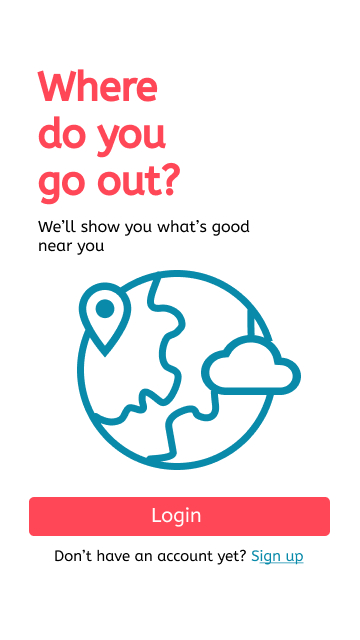 Where
do you
go out?
We’ll show you what’s good
near you
Login
Don’t have an account yet? Sign up